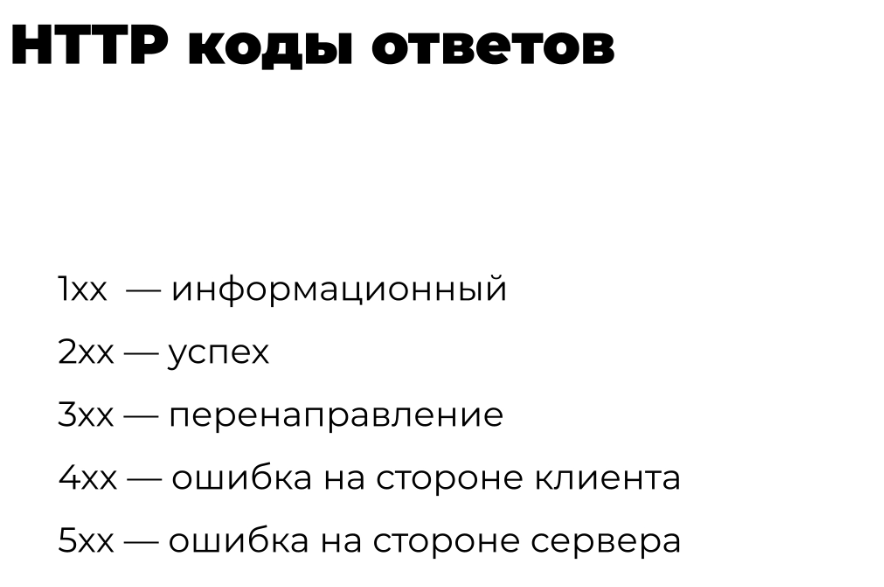 HTTP коды ответов
1xx — информационный
2xx — успех
3xx — перенаправление
4xx — ошибка на стороне клиента
5xx — ошибка на стороне сервера